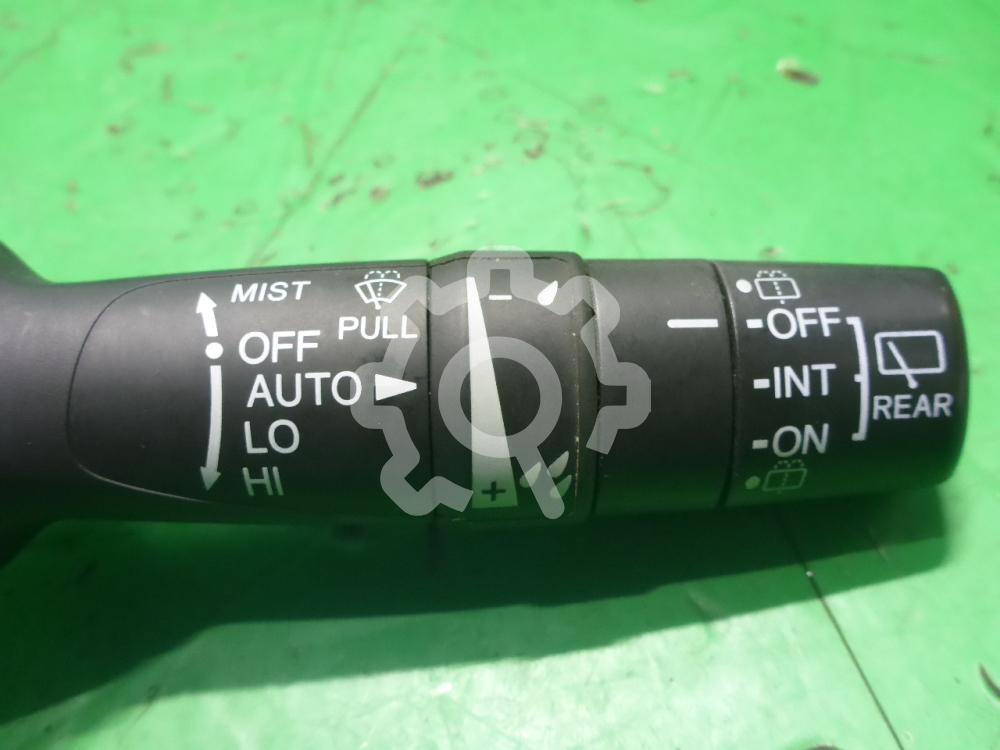 MIST
PULL
OFF
AUTO
LO
HI
-
+
-OFF
-INT
-ON
REAR